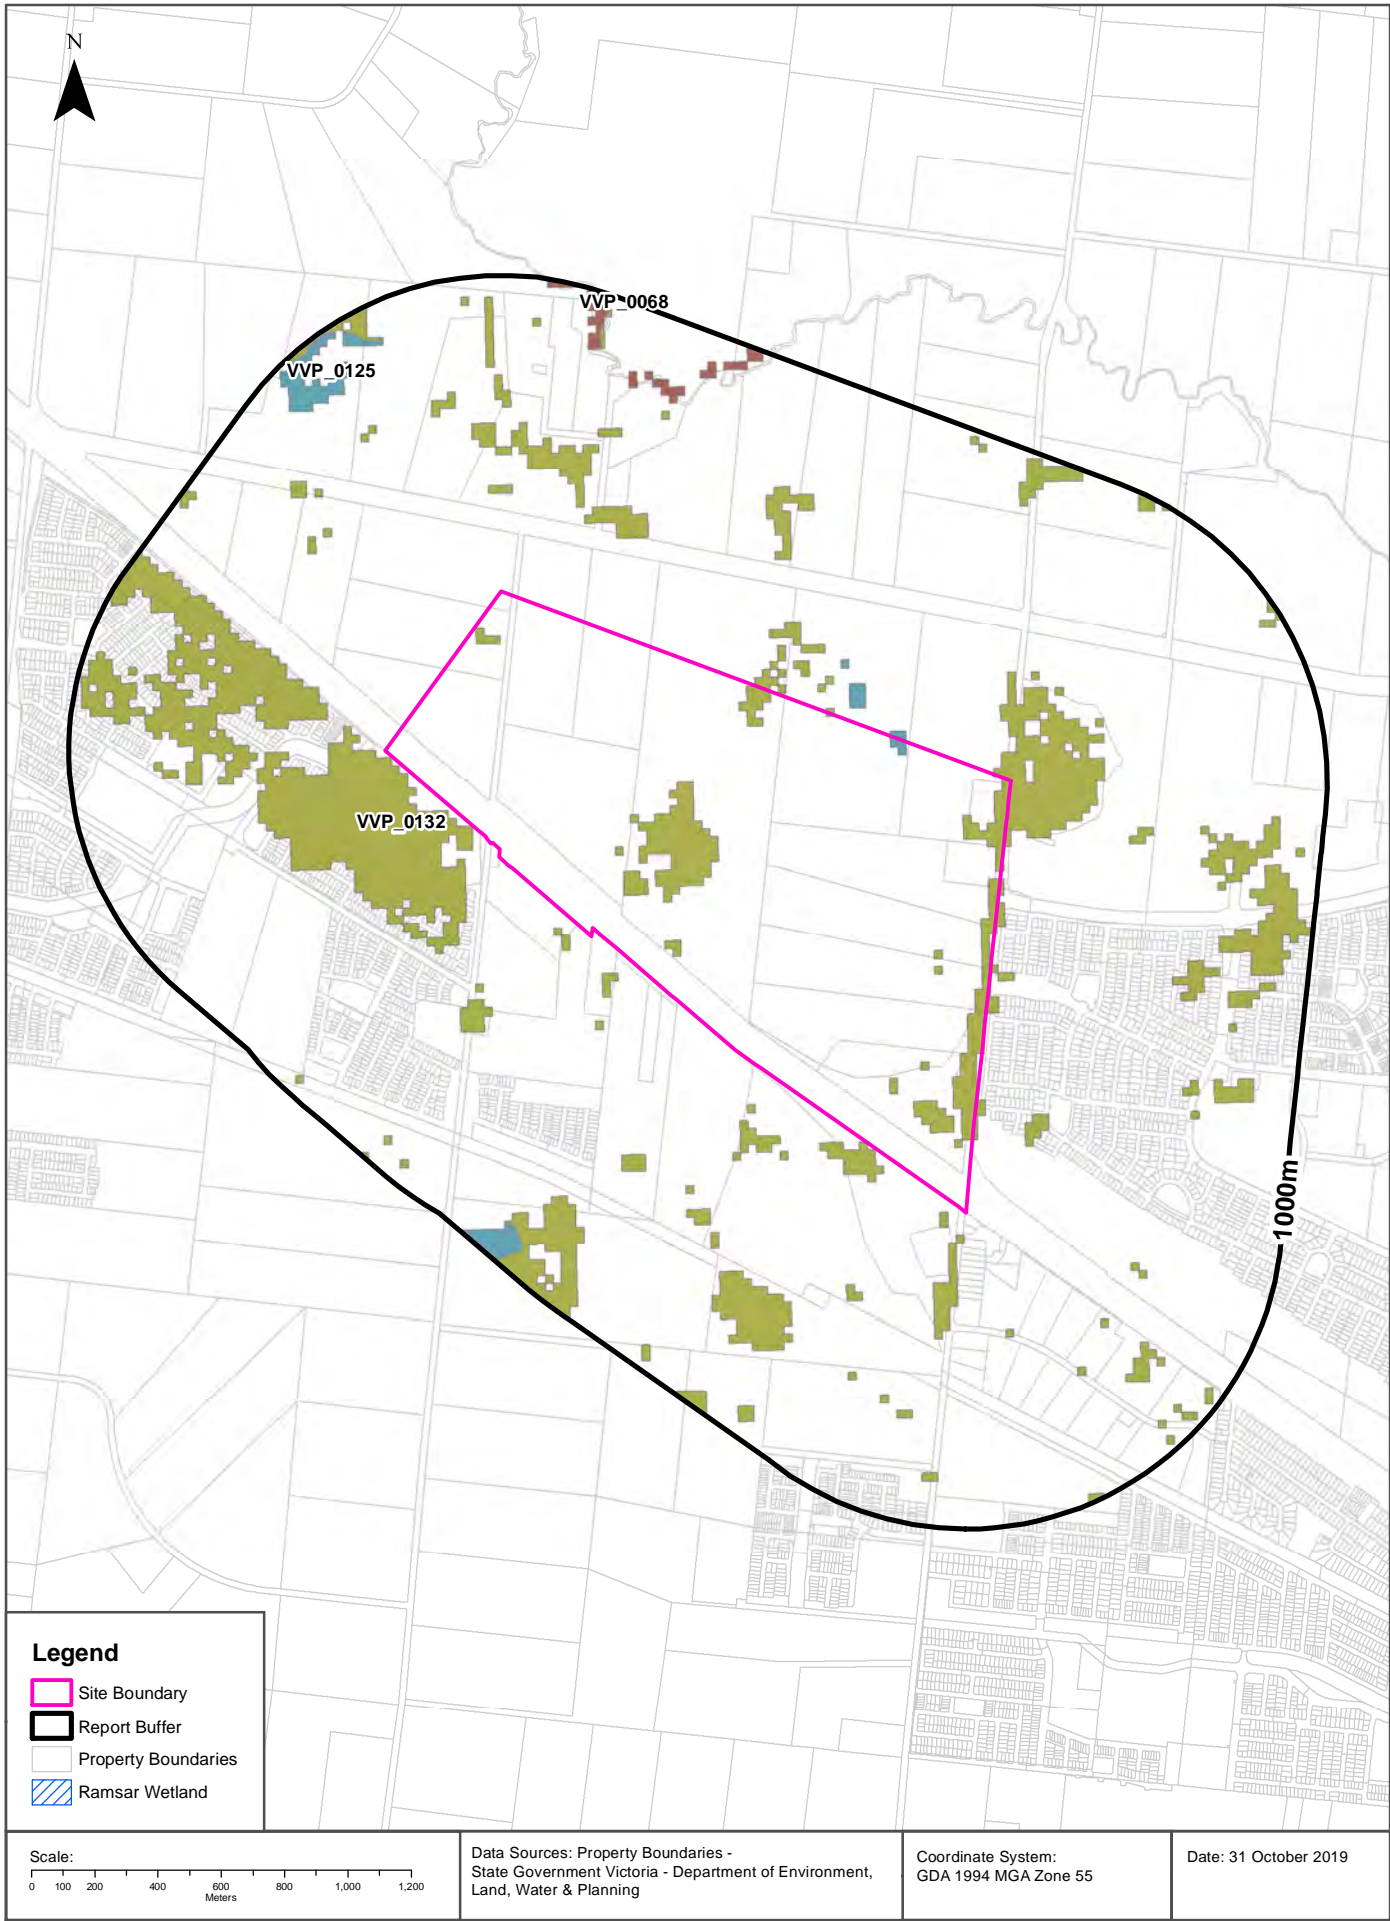 N
VVP_0068
VVP_0125
VVP_0132
1000m
Legend
Site Boundary
Report Buffer
Property Boundaries
Ramsar Wetland
Scale:
0 100 200 400 600 800 1,000 1,200
Meters
Data Sources: Property Boundaries -
State Government Victoria - Department of Environment,
Land, Water & Planning
Coordinate System:
GDA 1994 MGA Zone 55
Date: 31 October 2019